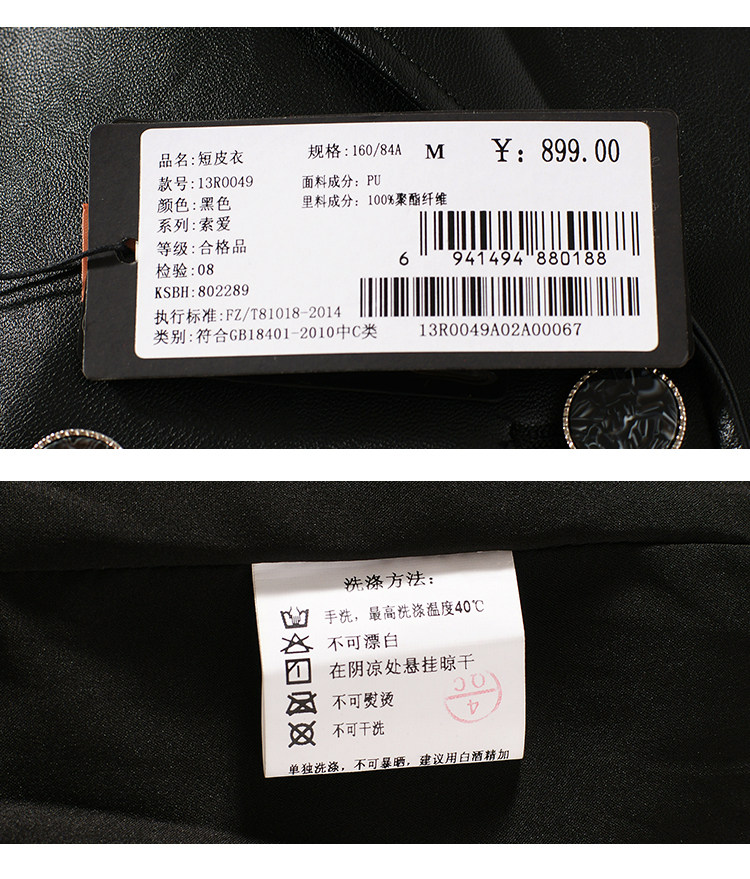 品名:短皮衣 规格:160/84A M ￥: 899.00
款号:13R0049 面料成分: PU
颜色:黑色 里料成分: 100%聚酯纤维
系列:索爱
等级:合格品
检验:08
6 941494 880188
KSBH:802289
执行标准:FZ/T81018-2014
类别:符合GB18401-2010中C类
13R0049A02A00067
洗涤方法:
手洗，最高洗涤温度40℃
不可漂白
在阴凉处悬挂晾干
不可熨烫
4
QC
不可干洗
单独洗涤，不可暴晒，建议用白酒精加